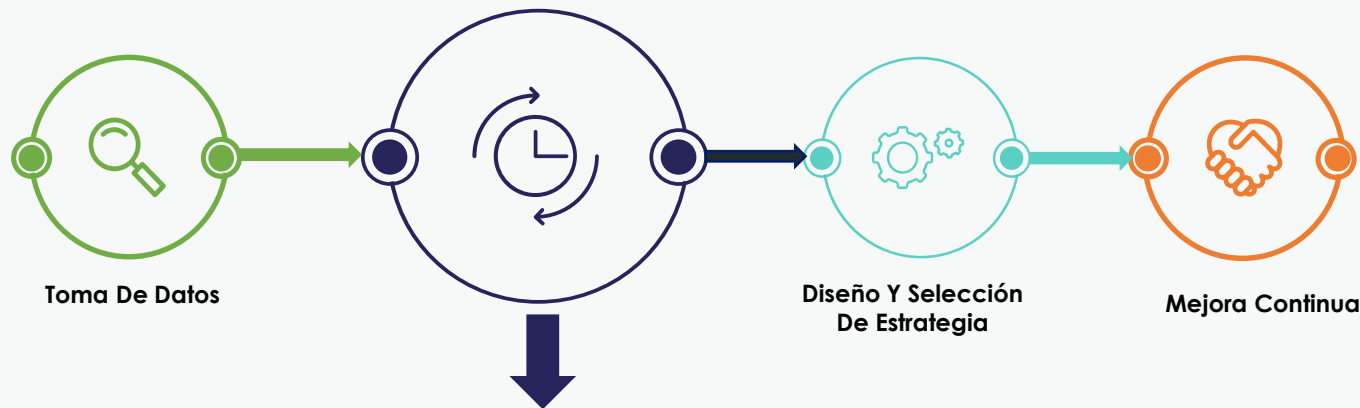 Toma De Datos
Diseño Y Selección
De Estrategia
Mejora Continua